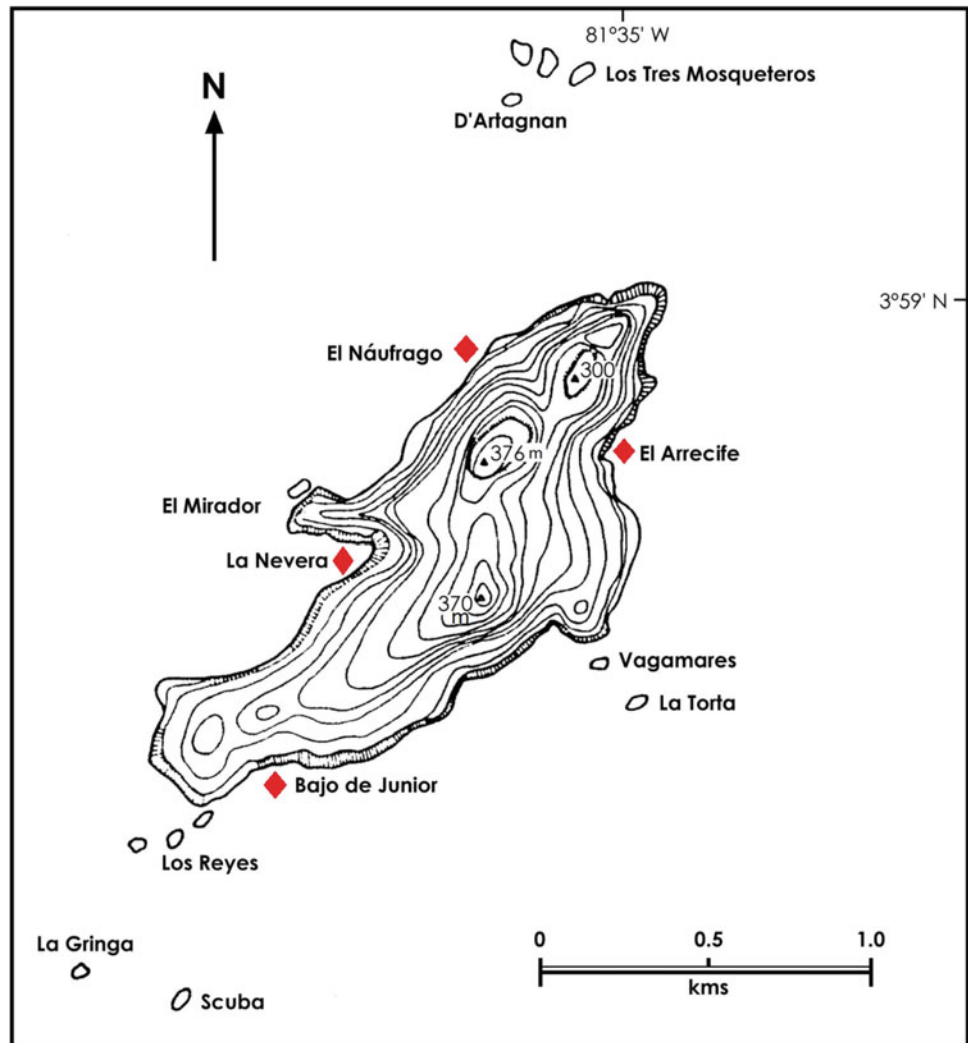 81°35' W
N
Los Tres Mosqueteros
D'Artagnan
3°59' N
El Náufrago
300
376 m
El Arrecife
El Mirador
La Nevera
370
m
Vagamares
La Torta
Bajo de Junior
Los Reyes
La Gringa
0 0.5 1.0
kms
Scuba